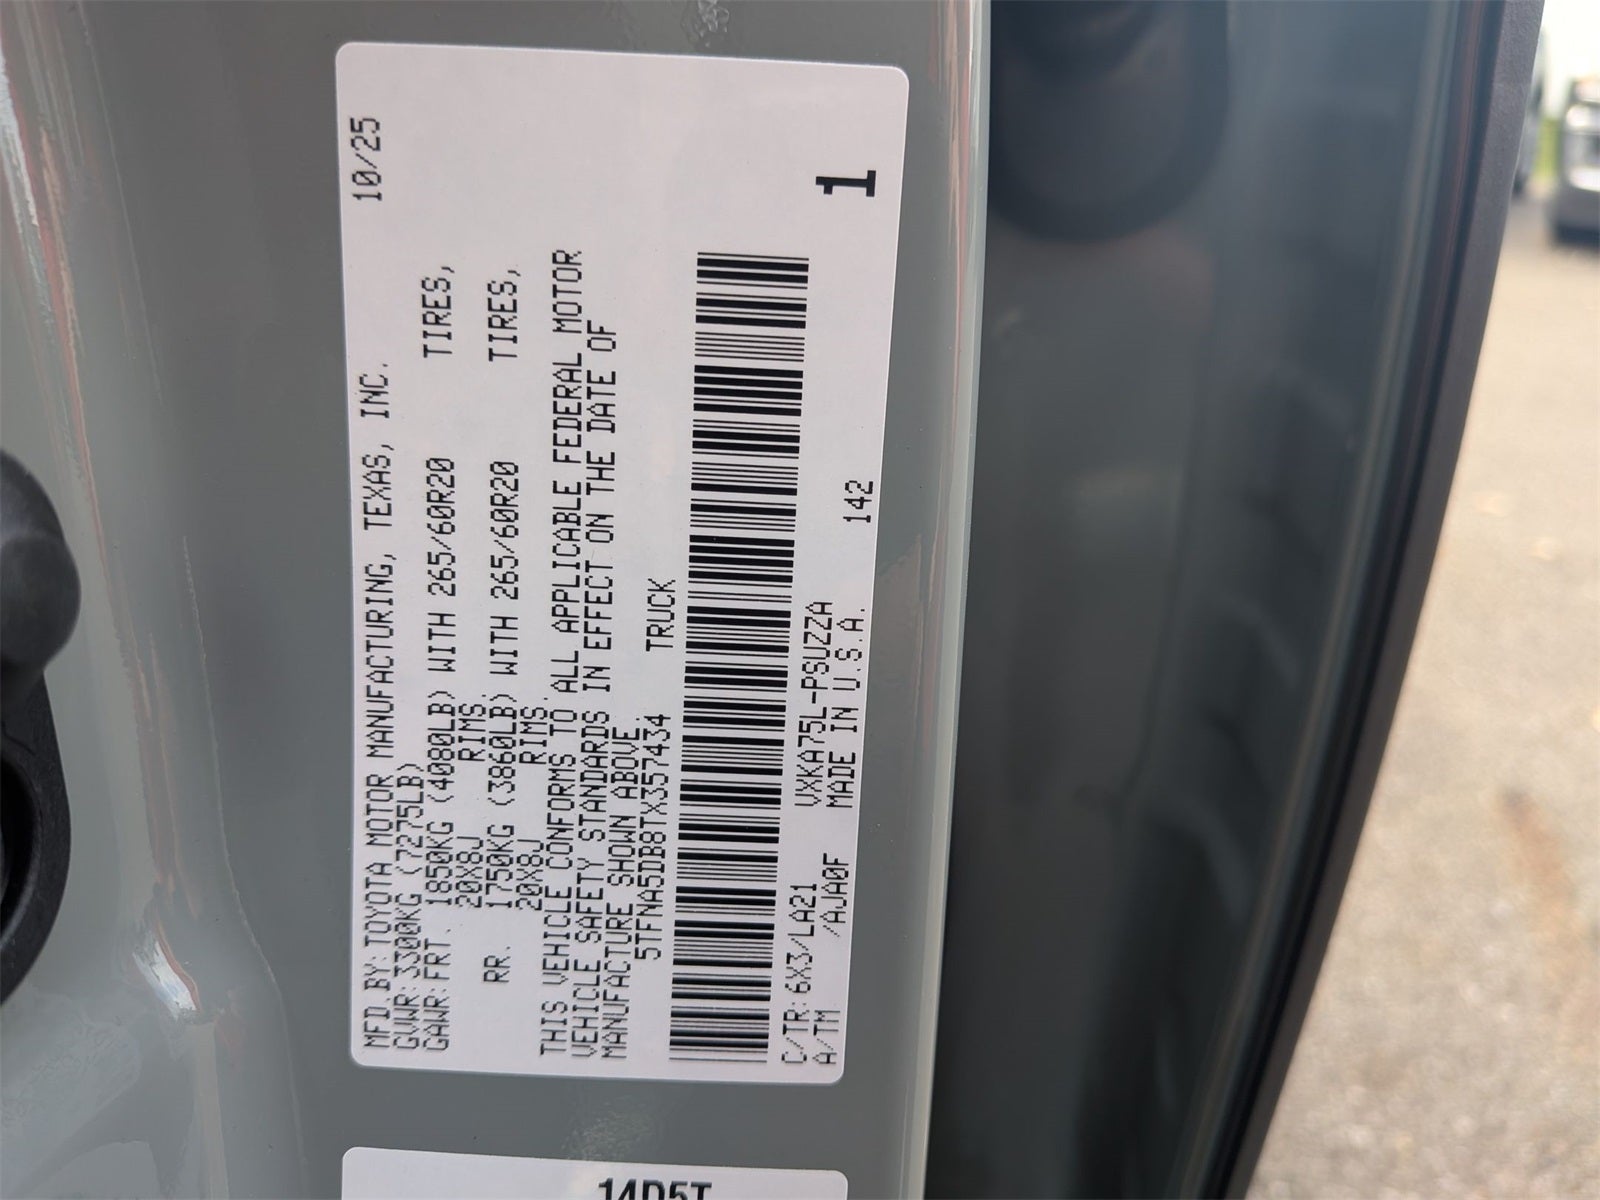 MFD.BY:TOYOTA MOTOR MANUFACTURING, TEXAS, INC. 10/25
GVWR:3300KG(7275LB)
GAWR:FRT. 1850KG(4080LB) WITH 265/60R20 TIRES,
20X8J RIMS.
RR. 1750KG(3860LB) WITH 265/60R20 TIRES,
20X8J RIMS.
THIS VEHICLE CONFORMS TO ALL APPLICABLE FEDERAL MOTOR
VEHICLE SAFETY STANDARDS IN EFFECT ON THE DATE OF
MANUFACTURE SHOWN ABOVE.
5TFNA5DB8TX357434 TRUCK
C/TR:6X3/LA21 VXKA75L-PSUZZA
A/TM /AJA0F MADE IN U.S.A. 142 1
14D5T